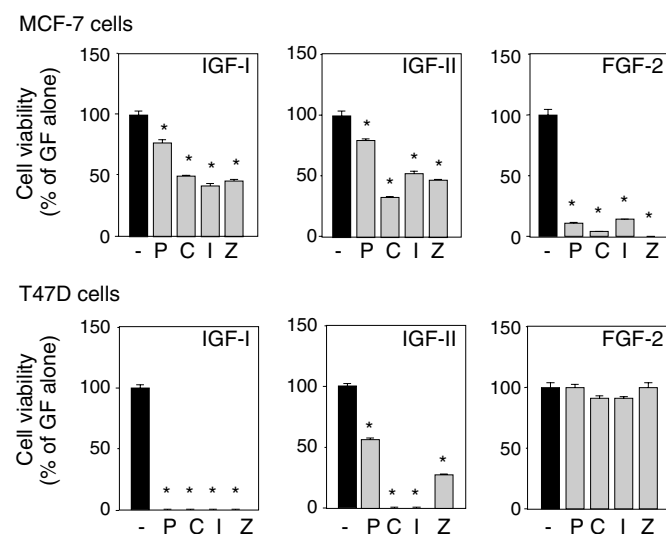 MCF-7 cells
Cell viability
(% of GF alone)
150
100
50
0
IGF-I
* * * *
- P C I Z
150
100
50
0
IGF-II
* * * *
- P C I Z
150
100
50
0
FGF-2
* * * *
- P C I Z
T47D cells
Cell viability
(% of GF alone)
150
100
50
0
IGF-I
* * * *
- P C I Z
150
100
50
0
IGF-II
* * * *
- P C I Z
150
100
50
0
FGF-2
- P C I Z